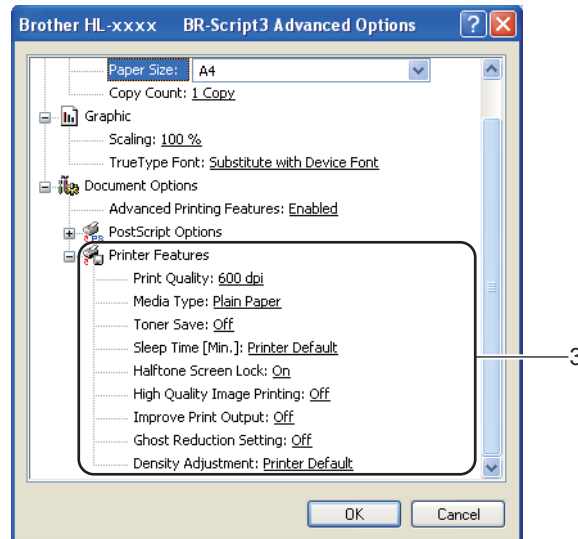 Brother HL-xxxx BR-Script3 Advanced Options
Paper Size: A4
Copy Count: 1 Copy
Graphic
Scaling: 100 %
TrueType Font: Substitute with Device Font
Document Options
Advanced Printing Features: Enabled
PostScript Options
Printer Features
Print Quality: 600 dpi
Media Type: Plain Paper
Toner Save: Off
Sleep Time [Min.]: Printer Default
Halftone Screen Lock: On
High Quality Image Printing: Off
Improve Print Output: Off
Ghost Reduction Setting: Off
Density Adjustment: Printer Default
3
OK Cancel